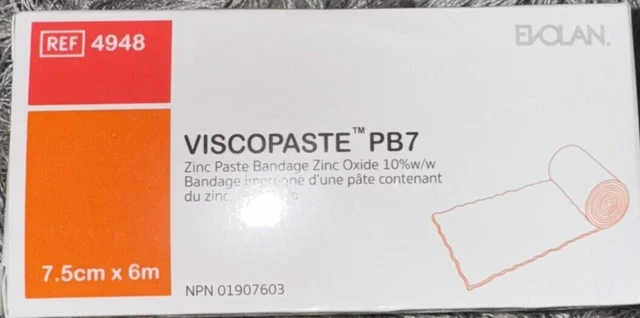 REF 4948
EVOLAN.
VISCOPASTE™ PB7
Zinc Paste Bandage Zinc Oxide 10%w/w
Bandage d'une pâte contenant
du zinc
7.5cm x 6m
NPN 01907603